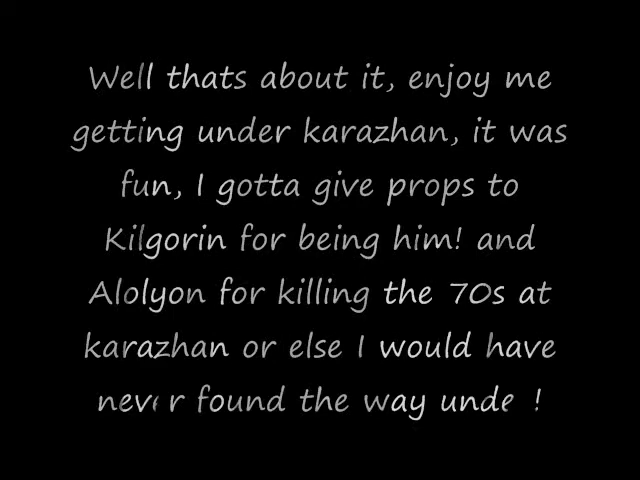 Well thats about it, enjoy me
getting under karazhan, it was
fun, I gotta give props to
Kilgorin for being him! and
Alolyon for killing the 70s at
karazhan or else I would have
never found the way unde !